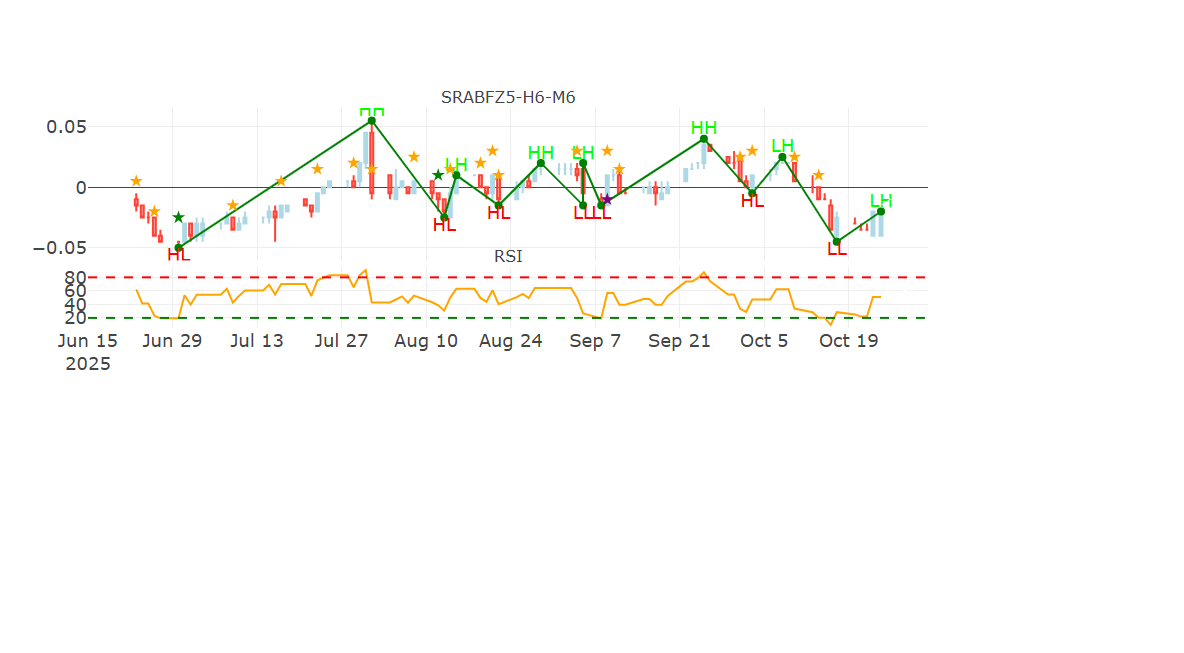 SRABFZ5-H6-M6
HH
HH
LH
HH
LH
LH
LH
HL
HL
HL
LL
LL
HL
LL
0.05
0
−0.05
RSI
80
60
40
20
Jun 15 Jun 29 Jul 13 Jul 27 Aug 10 Aug 24 Sep 7 Sep 21 Oct 5 Oct 19
2025